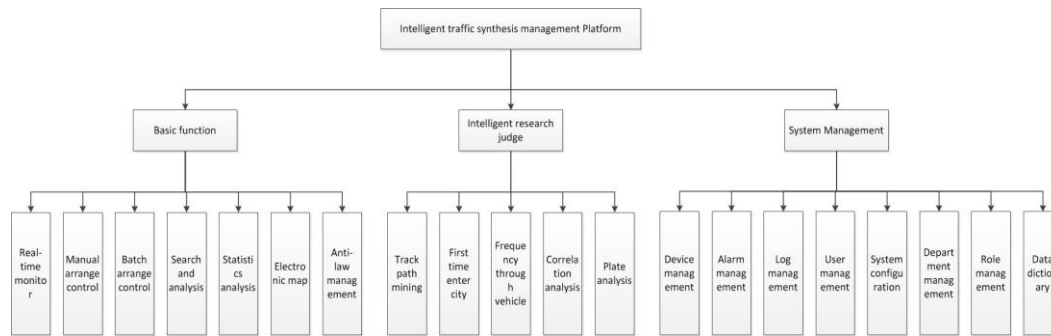 Intelligent traffic synthesis management Platform
Basic function
Intelligent research
judge
System Management
Real-
time
monito
r
Manual
arrange
control
Batch
arrange
control
Search
and
analysis
Statisti
cs
analysis
Electro
nic map
Anti-
law man
agement
Track
path
mining
First
time
enter
city
Freque
ncy
throug
h
vehicle
Correla
tion
analysis
Plate
analysis
Device
manag
ement
Alarm
manag
ement
Log
manag
ement
User
manag
ement
System
configu
ration
Depart
ment
manag
ement
Role
manag
ement
Data
diction
ary